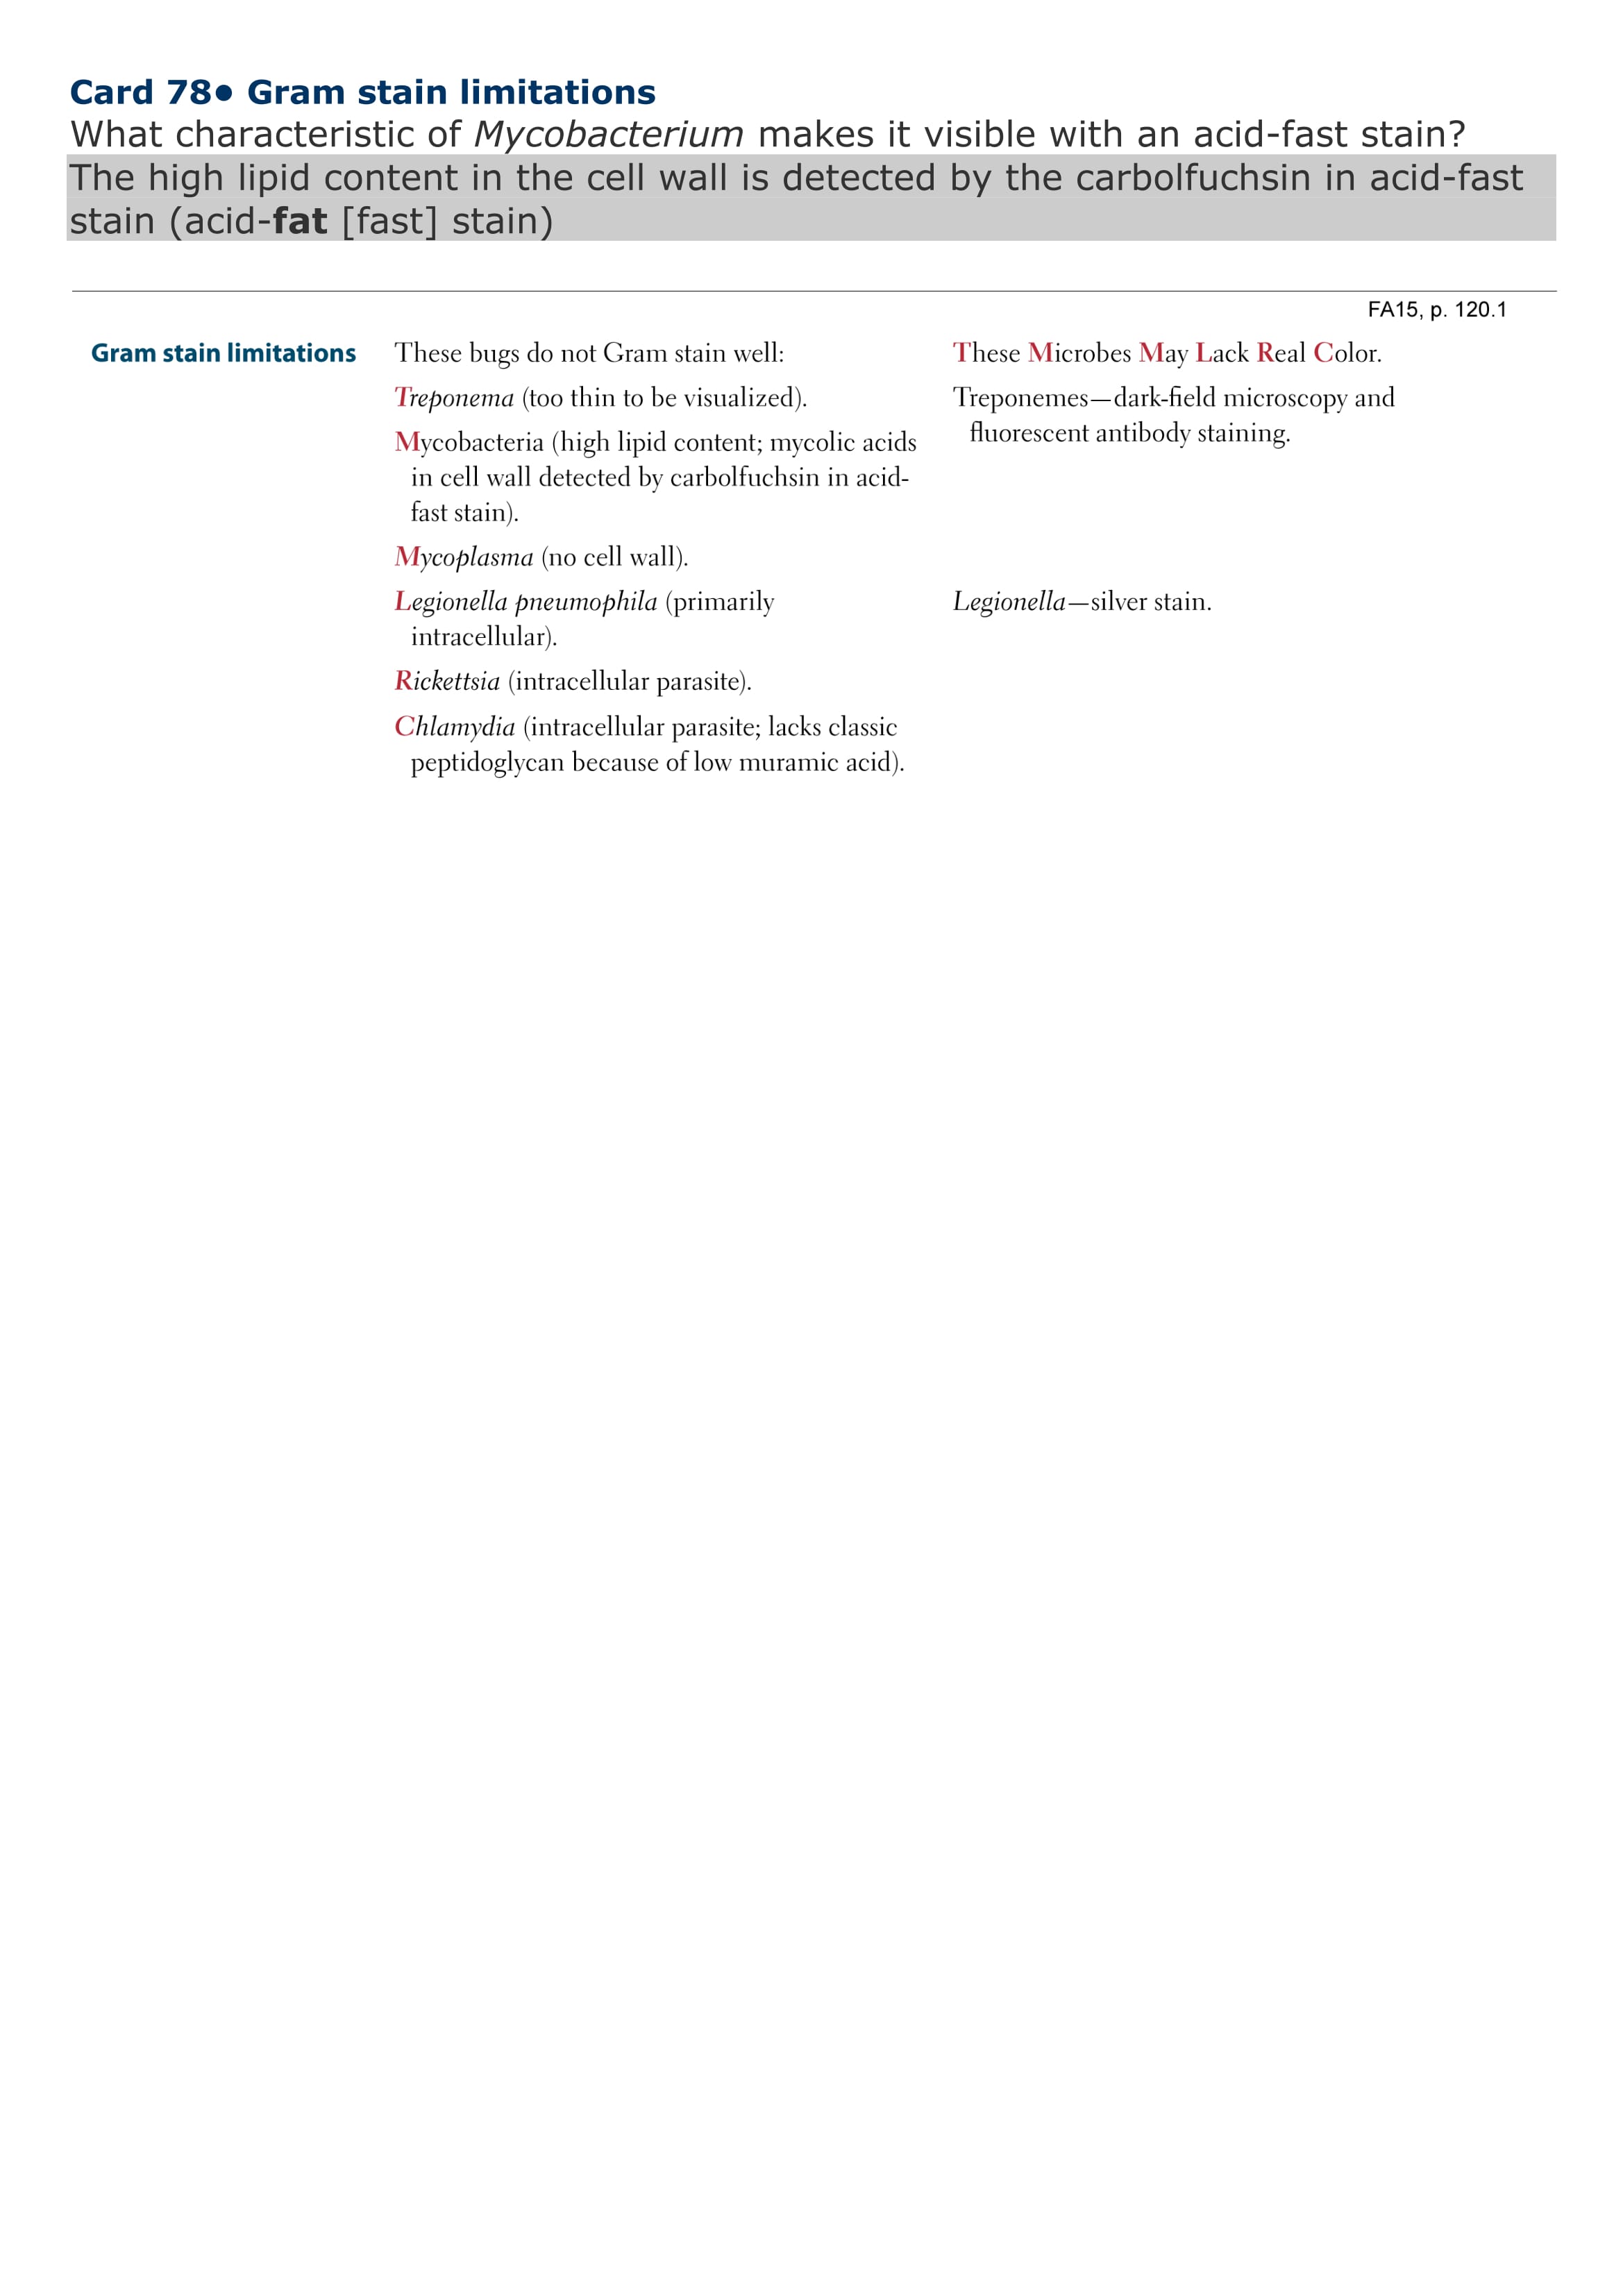 Card 78• Gram stain limitations
What characteristic of Mycobacterium makes it visible with an acid-fast stain?
The high lipid content in the cell wall is detected by the carbolfuchsin in acid-fast
stain (acid-fat [fast] stain)
FA15, p. 120.1
Gram stain limitations
These bugs do not Gram stain well:
Treponema (too thin to be visualized).
Mycobacteria (high lipid content; mycolic acids
in cell wall detected by carbolfuchsin in acid-
fast stain).
Mycoplasma (no cell wall).
Legionella pneumophila (primarily
intracellular).
Rickettsia (intracellular parasite).
Chlamydia (intracellular parasite; lacks classic
peptidoglycan because of low muramic acid).
These Microbes May Lack Real Color.
Treponemes—dark-field microscopy and
fluorescent antibody staining.
Legionella—silver stain.